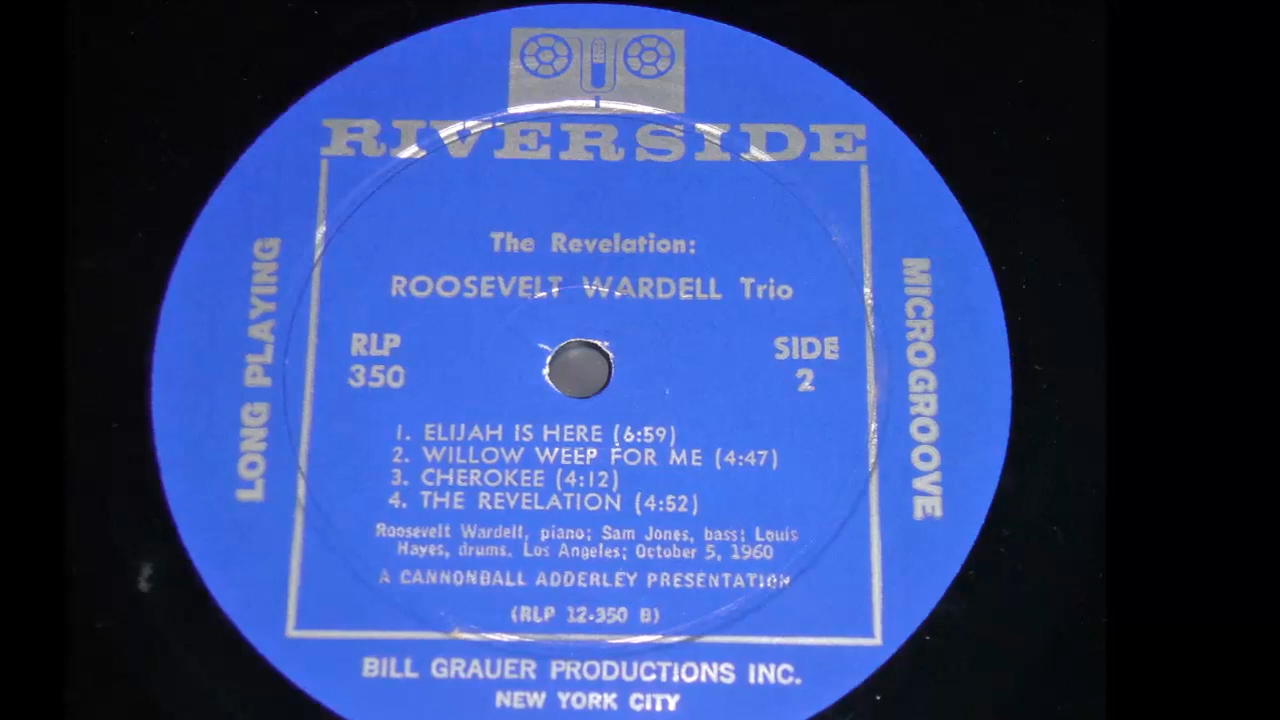 RIVERSIDE
The Revelation:
ROOSEVELT WARDELL Trio
RLP
350
SIDE
2
LONG PLAYING
MICROGROOVE
1. ELIJAH IS HERE (6:59)
2. WILLOW WEEP FOR ME (4:47)
3. CHEROKEE (4:12)
4. THE REVELATION (4:52)
Roosevelt Wardell, piano; Sam Jones, bass; Louis
Hayes, drums. Los Angeles; October 5, 1960
A CANNONBALL ADDERLEY PRESENTATION
(RLP 12-350 B)
BILL GRAUER PRODUCTIONS INC.
NEW YORK CITY